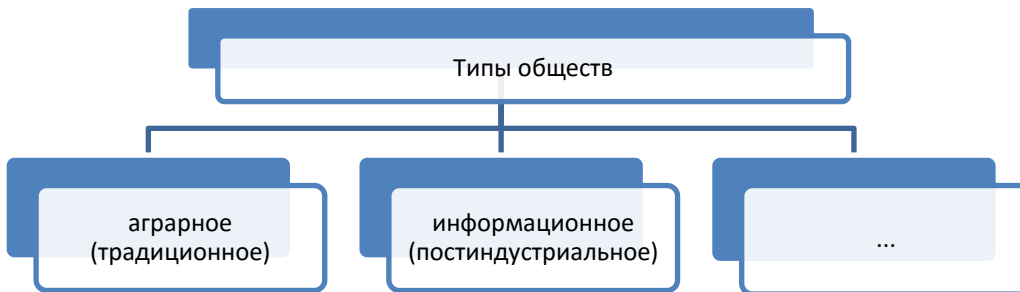 Типы обществ
аграрное
(традиционное)
информационное
(постиндустриальное)
...